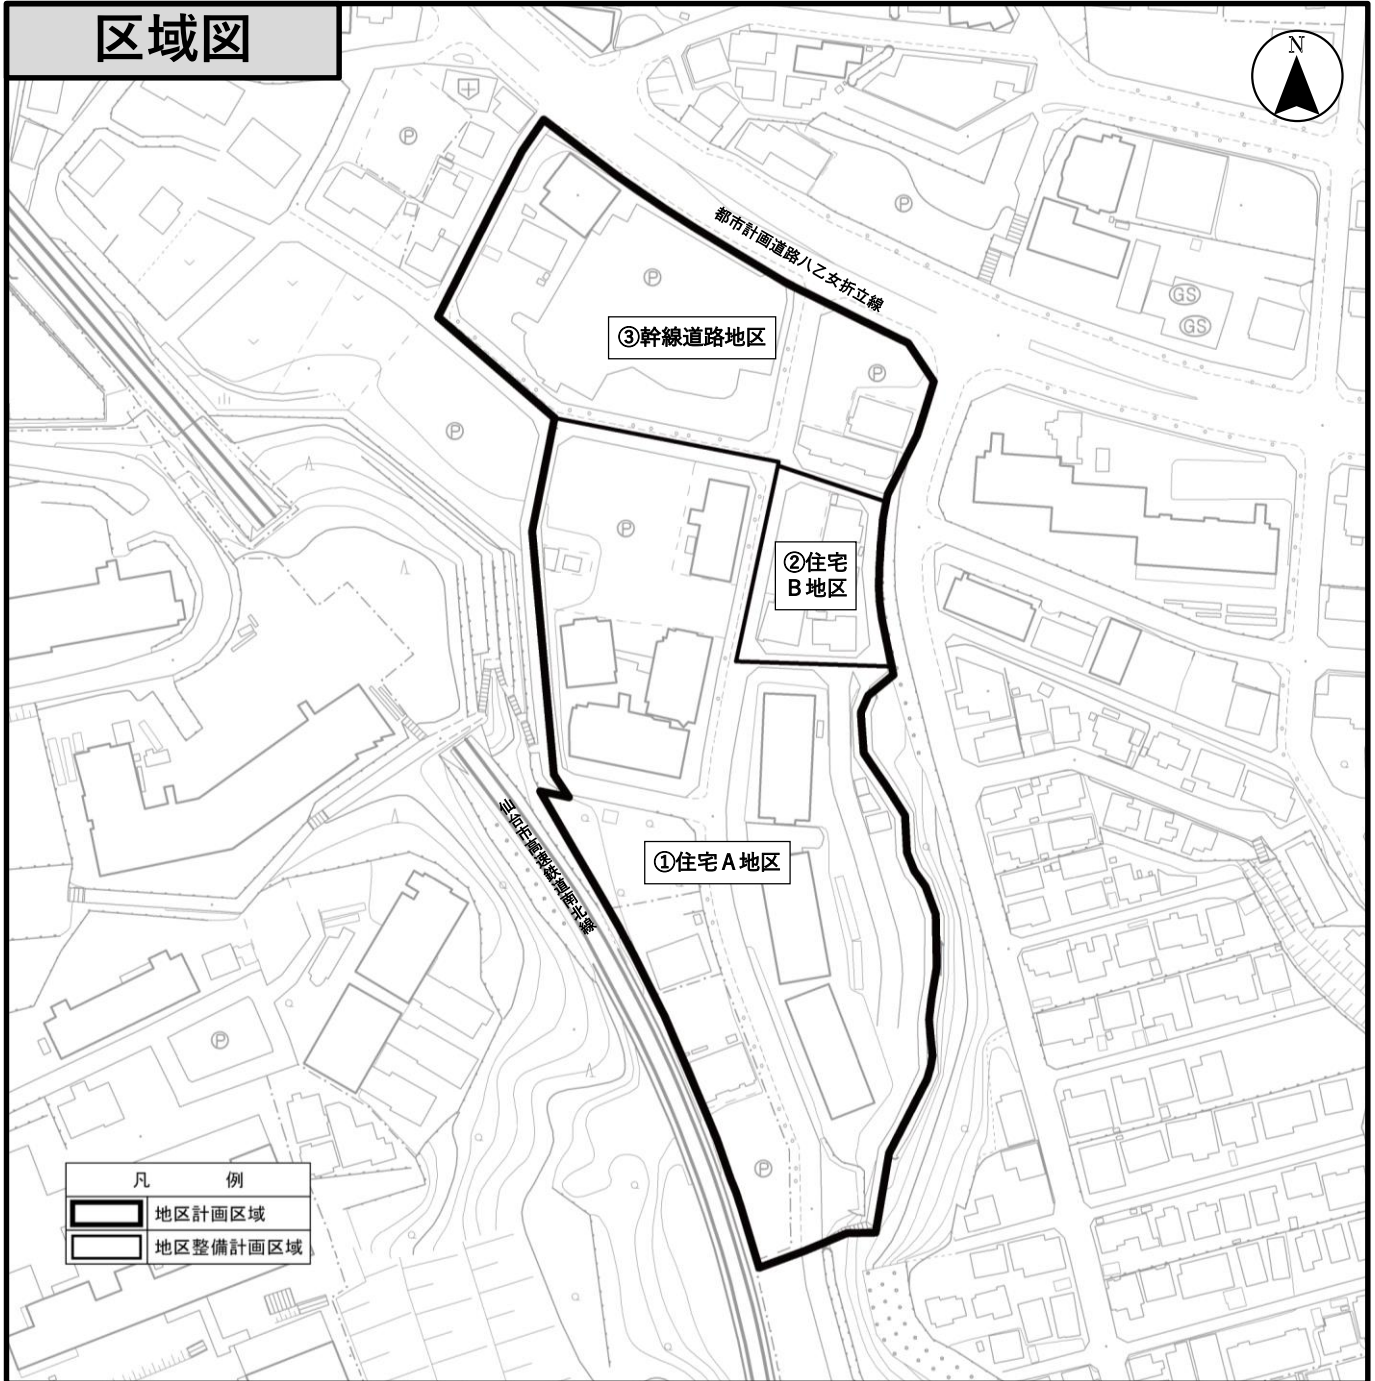 区域図
N
P
都市計画道路八乙女折立線
P
P
GS
GS
③幹線道路地区
P
P
P
②住宅
B地区
仙台市高速鉄道南北線
①住宅A地区
P
P
凡 例
地区計画区域
地区整備計画区域